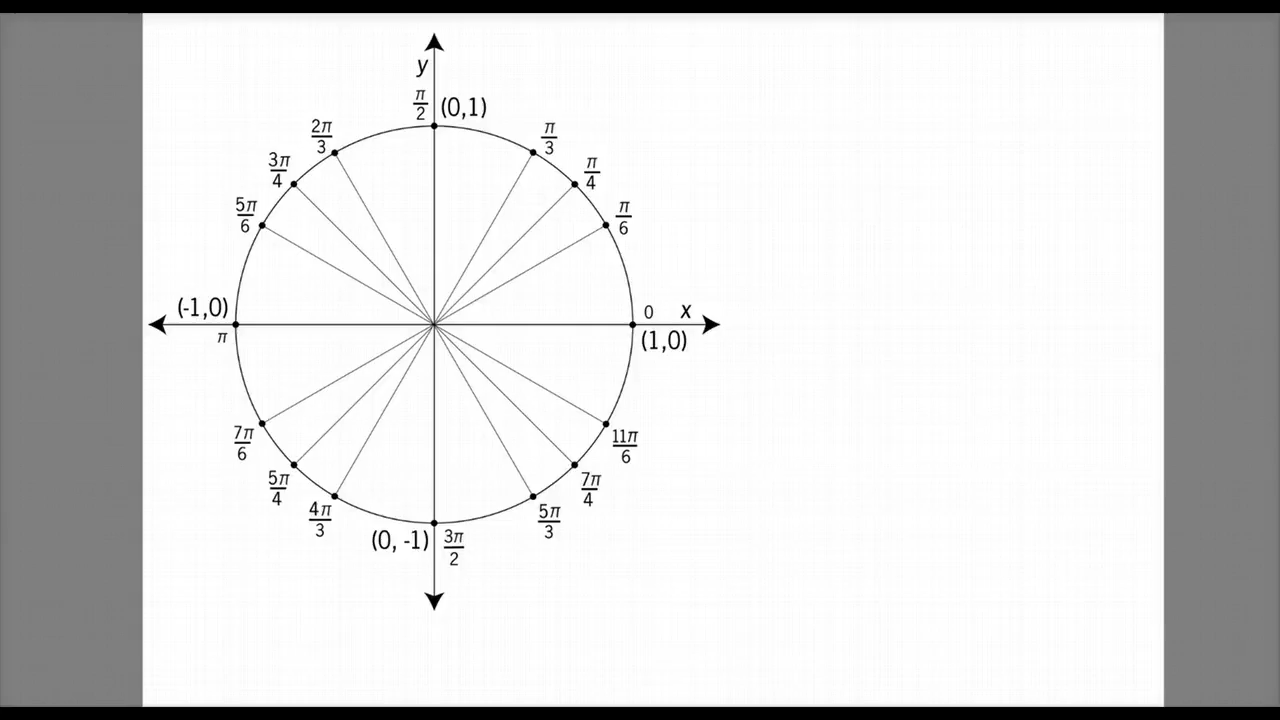 y
π/2 (0,1)
2π/3
π/3
3π/4
π/4
5π/6
π/6
(-1,0)
0 x
π
(1,0)
7π/6
11π/6
5π/4
7π/4
4π/3
5π/3
(0, -1) 3π/2